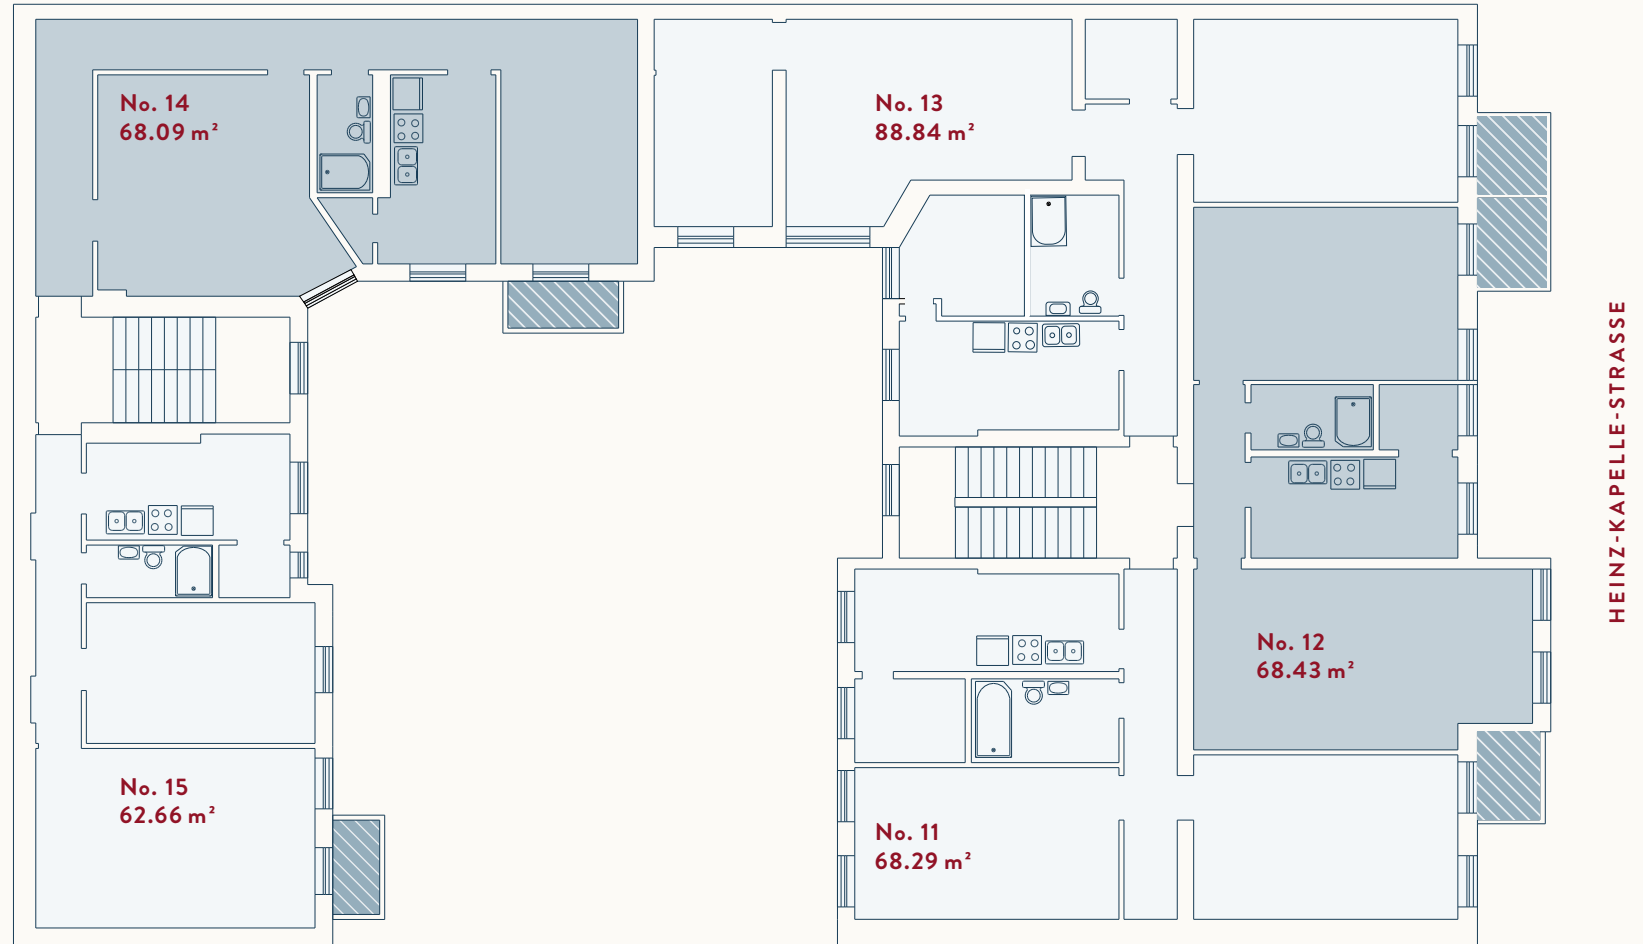 No. 14
68.09 m²
No. 13
88.84 m²
HEINZ-KAPELLE-STRASSE
No. 12
68.43 m²
No. 15
62.66 m²
No. 11
68.29 m²